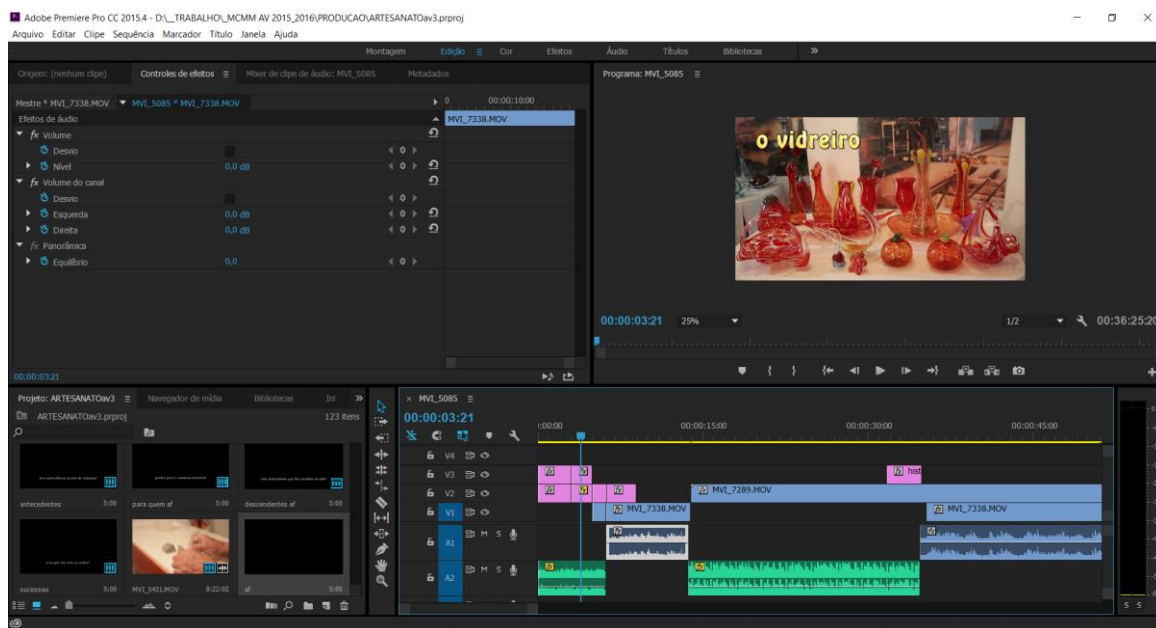 Adobe Premiere Pro CC 2015.4 - D:\__TRABALHO\_MCMM AV 2015_2016\PRODUCAO\ARTESANATOav3.prproj
Arquivo Editar Clipe Sequência Marcador Título Janela Ajuda
Montagem Edição Cor Efeitos Áudio Títulos Bibliotecas
Origem: (nenhum clipe) Controles de efeitos Mixer de clipe de áudio: MVI_5085 Metadados
Mestre * MVI_7338.MOV MVI_5085 * MVI_7338.MOV 0 00:00:10:00
Efeitos de áudio MVI_7338.MOV
fx Volume
Desvio
Nível 0,0 dB
fx Volume do canal
Desvio
Esquerda 0,0 dB
Direita 0,0 dB
fx Panorâmica
Equilíbrio 0,0
00:00:03:21
Programa: MVI_5085
o vidreiro
00:00:03:21 25% 1/2 00:36:25:20
Projeto: ARTESANATOav3 Navegador de mídia Bibliotecas
ARTESANATOav3.prproj 123 itens
antecedentes 5:00 para quem af 5:00 descendentes af 5:00
sucessao 5:00 MVI_5431.MOV 8:22:02 af 5:00
MVI_5085
00:00:03:21
:00:00 00:00:15:00 00:00:30:00 00:00:45:00
V4
V3 hist
V2 MVI_7289.MOV
V1 MVI_7338.MOV MVI_7338.MOV
A1 M S
A2 M S
5 5